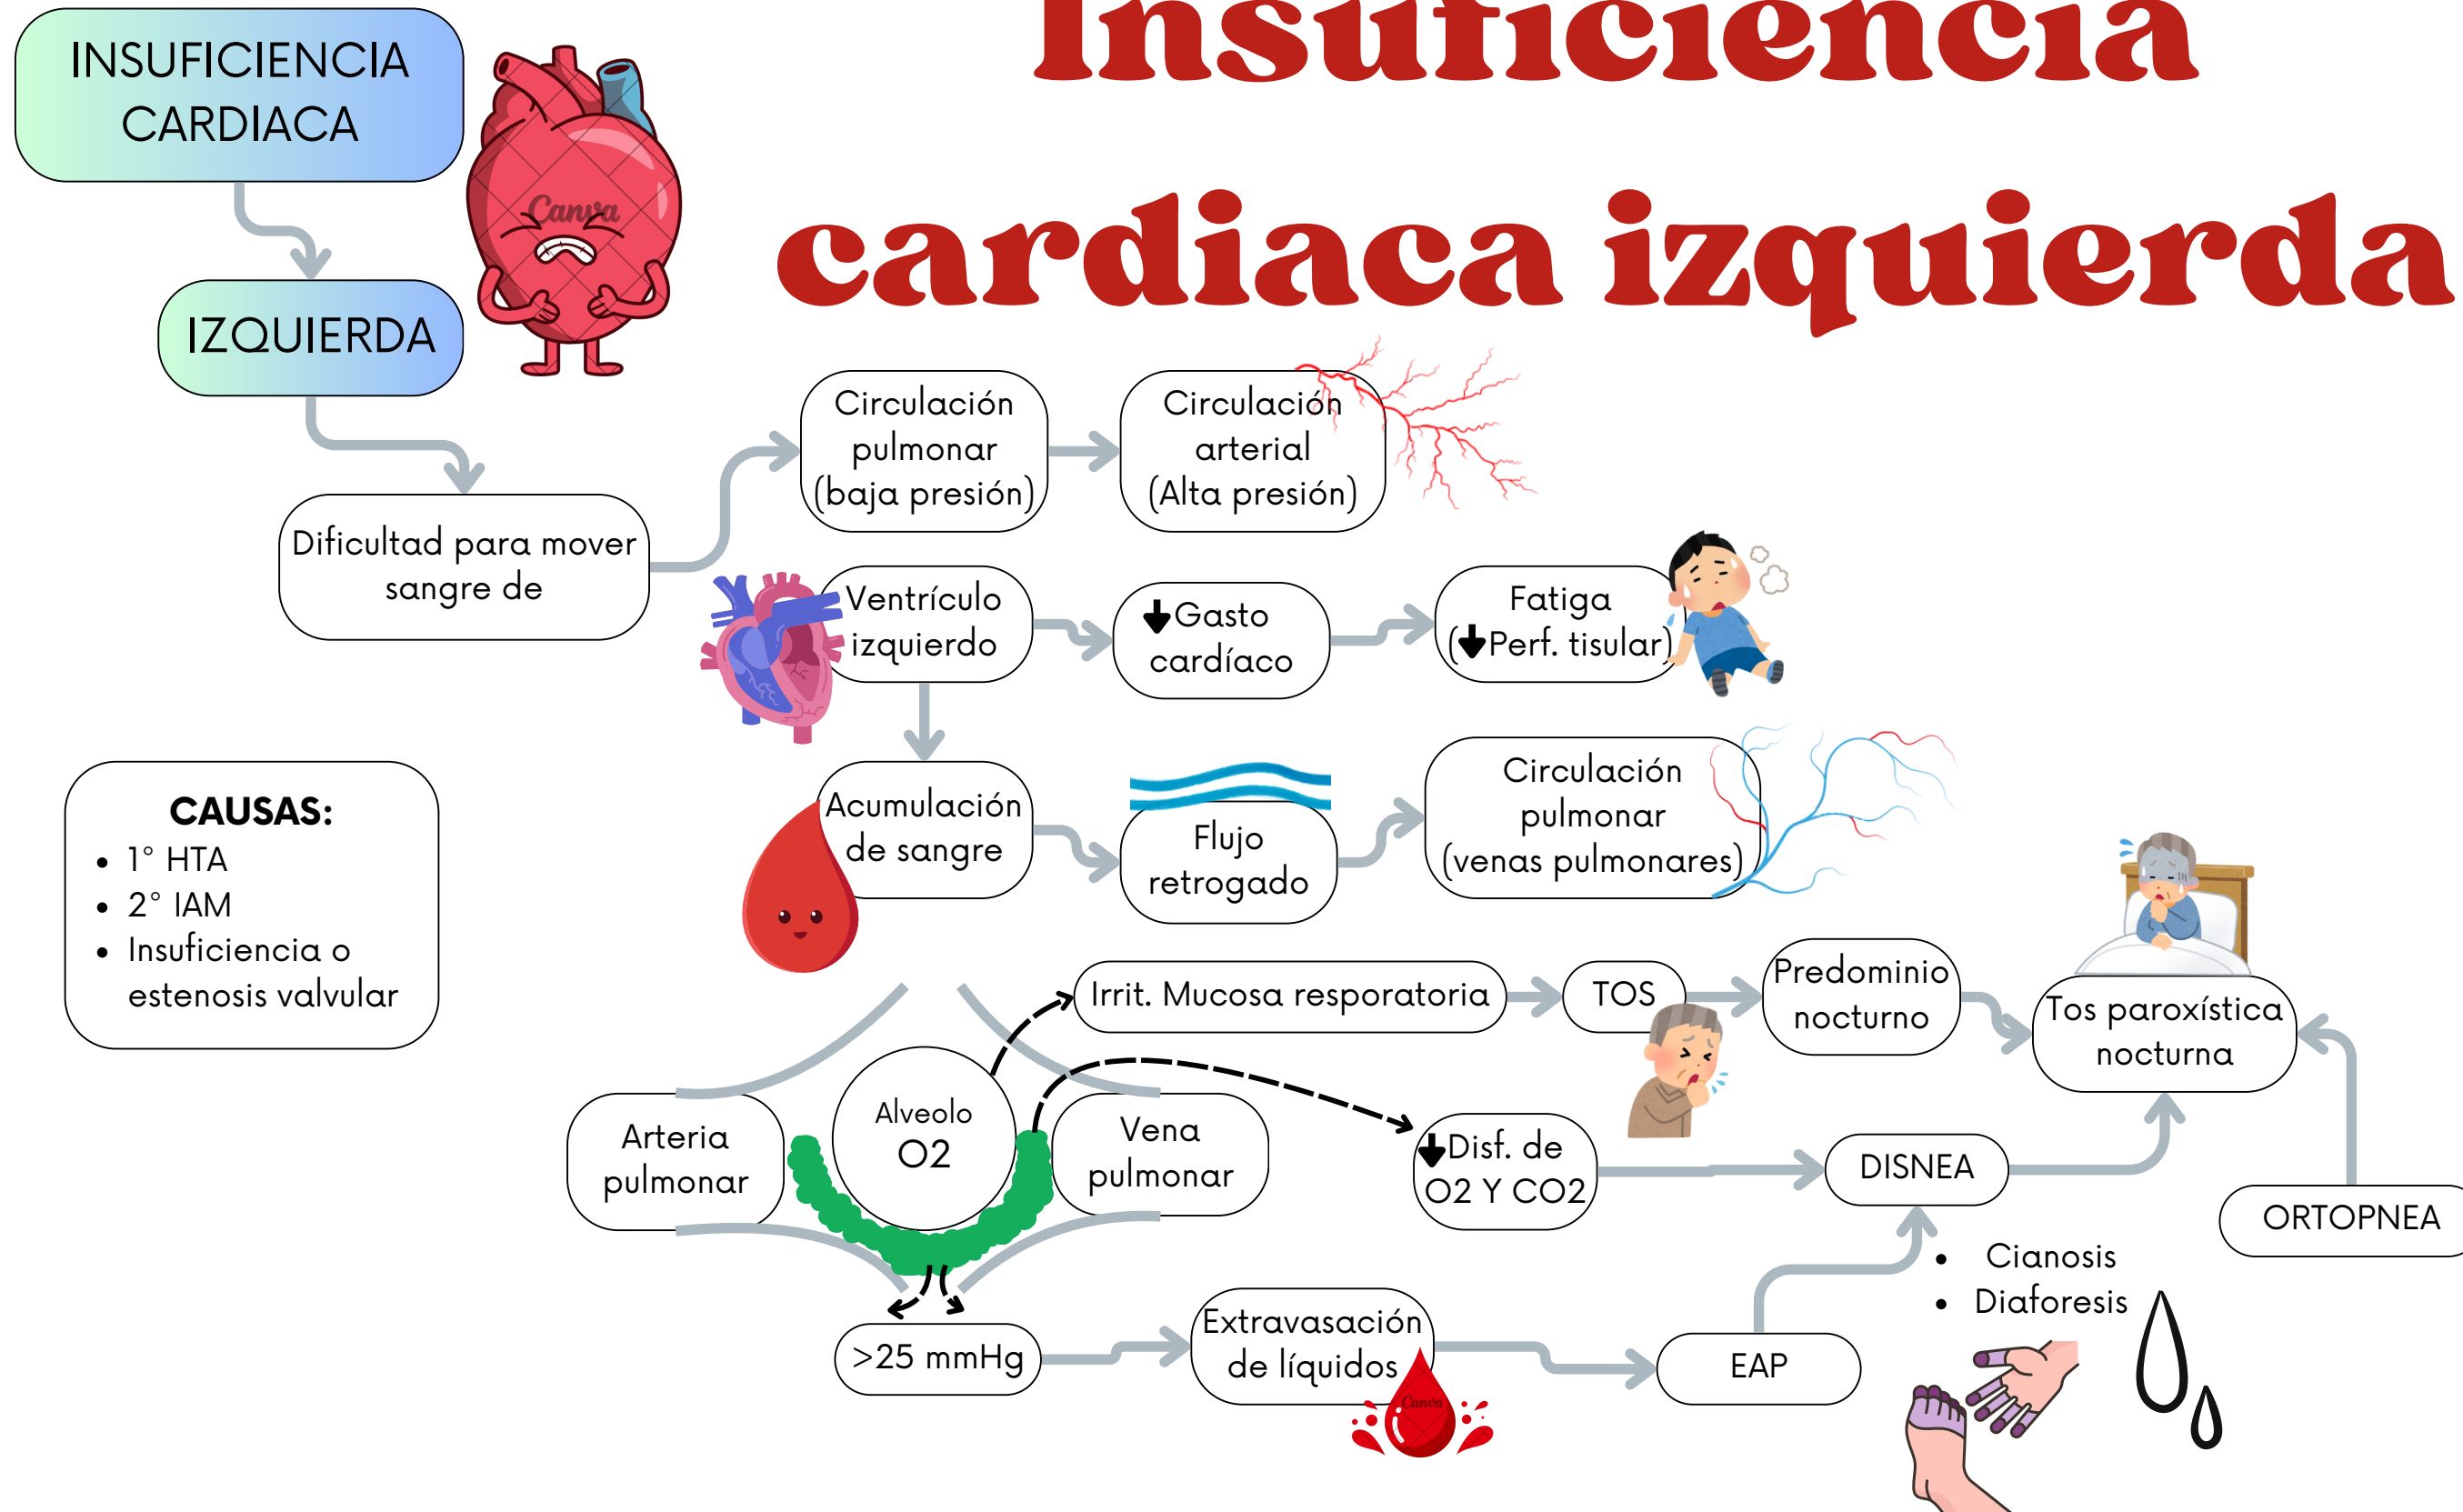 Insuficiencia
cardiaca izquierda
INSUFICIENCIA
CARDIACA
Canva
IZQUIERDA
Dificultad para mover
sangre de
Circulación
pulmonar
(baja presión)
Circulación
arterial
(Alta presión)
Ventrículo
izquierdo
Gasto
cardíaco
Fatiga
(Perf. tisular)
Acumulación
de sangre
Flujo
retrogado
Circulación
pulmonar
(venas pulmonares)
CAUSAS:
• 1° HTA
• 2° IAM
• Insuficiencia o
estenosis valvular
Irrit. Mucosa resporatoria
TOS
Predominio
nocturno
Tos paroxística
nocturna
Arteria
pulmonar
Alveolo
O2
Vena
pulmonar
Disf. de
O2 Y CO2
DISNEA
ORTOPNEA
• Cianosis
• Diaforesis
>25 mmHg
Extravasación
de líquidos
Canva
EAP